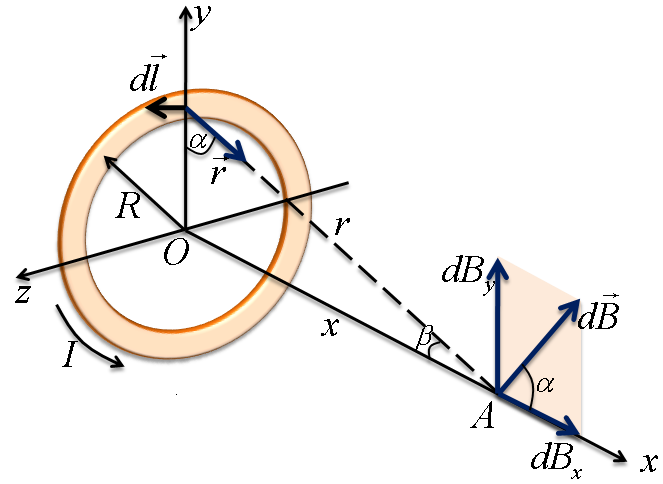 y
dl⃗
α
r⃗
R
r
O
z
dB_y
dB⃗
x
β
I
α
A
dB_x
x